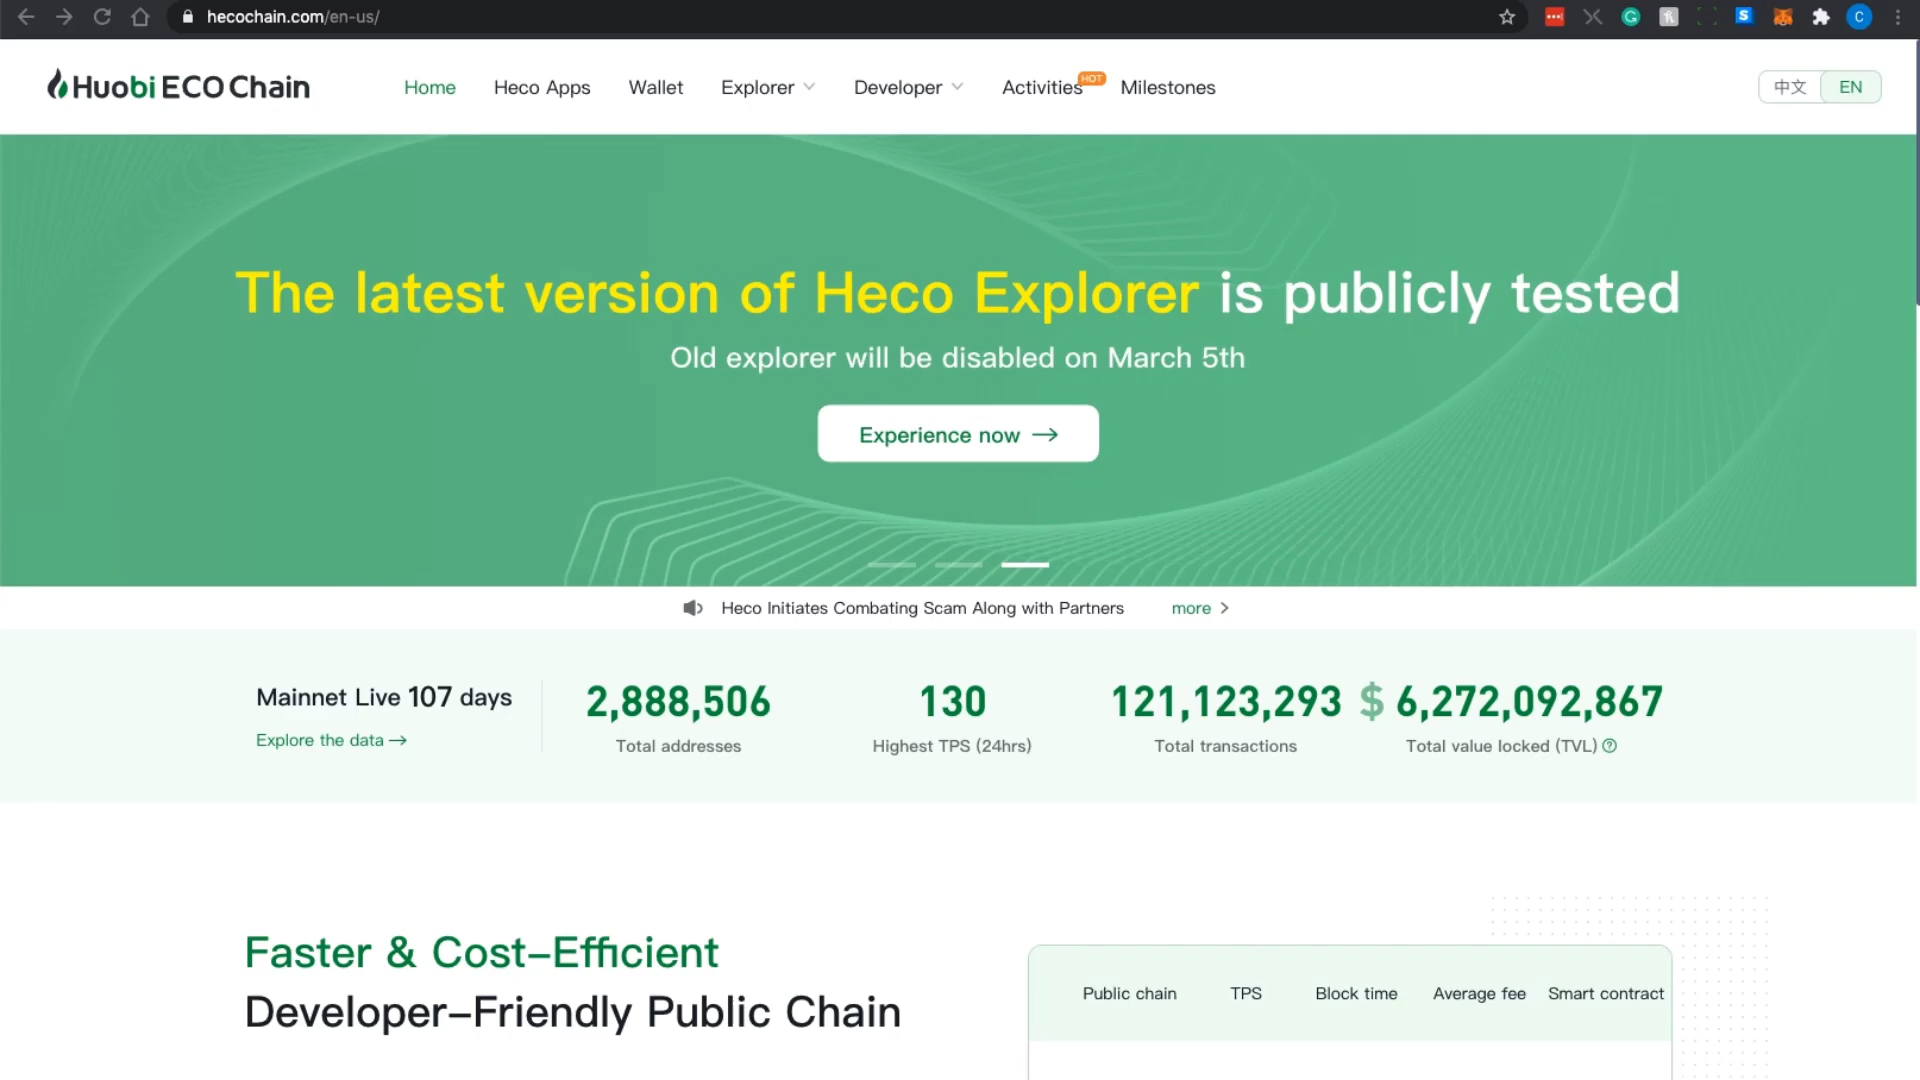 hecochain.com/en-us/
Huobi ECO Chain
Home
Heco Apps
Wallet
Explorer
Developer
Activities
HOT
Milestones
中文
EN
The latest version of Heco Explorer is publicly tested
Old explorer will be disabled on March 5th
Experience now →
Heco Initiates Combating Scam Along with Partners
more >
Mainnet Live 107 days
Explore the data →
2,888,506
Total addresses
130
Highest TPS (24hrs)
121,123,293
Total transactions
$ 6,272,092,867
Total value locked (TVL)
Faster & Cost-Efficient
Developer-Friendly Public Chain
Public chain
TPS
Block time
Average fee
Smart contract